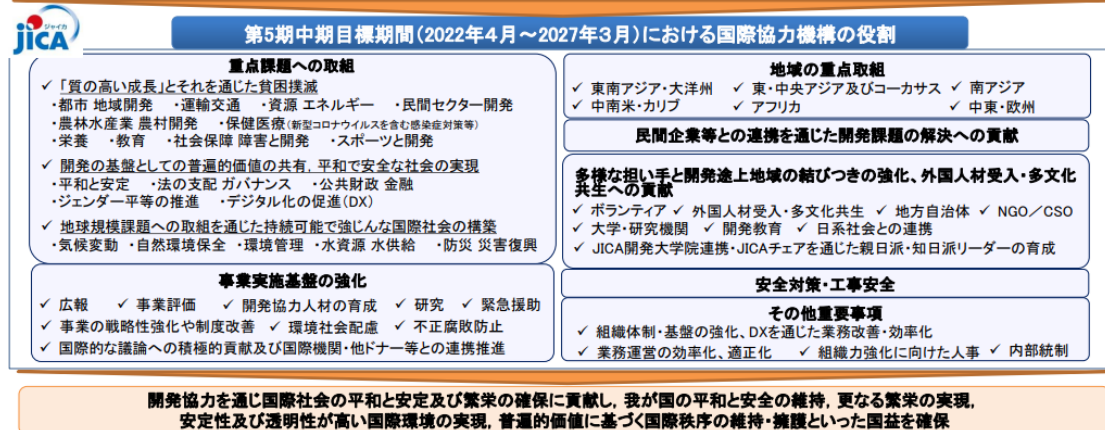 ジャイカ
JICA
第5期中期目標期間(2022年4月～2027年3月)における国際協力機構の役割
重点課題への取組
✓ 「質の高い成長」とそれを通じた貧困撲滅
・都市 地域開発 ・運輸交通 ・資源 エネルギー ・民間セクター開発
・農林水産業 農村開発 ・保健医療(新型コロナウイルスを含む感染症対策等)
・栄養 ・教育 ・社会保障 障害と開発 ・スポーツと開発
✓ 開発の基盤としての普遍的価値の共有，平和で安全な社会の実現
・平和と安定 ・法の支配 ガバナンス ・公共財政 金融
・ジェンダー平等の推進 ・デジタル化の促進(DX)
✓ 地球規模課題への取組を通じた持続可能で強じんな国際社会の構築
・気候変動 ・自然環境保全 ・環境管理 ・水資源 水供給 ・防災 災害復興
事業実施基盤の強化
✓ 広報 ✓ 事業評価 ✓ 開発協力人材の育成 ✓ 研究 ✓ 緊急援助
✓ 事業の戦略性強化や制度改善 ✓ 環境社会配慮 ✓ 不正腐敗防止
✓ 国際的な議論への積極的貢献及び国際機関・他ドナー等との連携推進
地域の重点取組
✓ 東南アジア・大洋州 ✓ 東・中央アジア及びコーカサス ✓ 南アジア
✓ 中南米・カリブ ✓ アフリカ ✓ 中東・欧州
民間企業等との連携を通じた開発課題の解決への貢献
多様な担い手と開発途上地域の結びつきの強化、外国人材受入・多文化
共生への貢献
✓ ボランティア ✓ 外国人材受入・多文化共生 ✓ 地方自治体 ✓ NGO／CSO
✓ 大学・研究機関 ✓ 開発教育 ✓ 日系社会との連携
✓ JICA開発大学院連携・JICAチェアを通じた親日派・知日派リーダーの育成
安全対策・工事安全
その他重要事項
✓ 組織体制・基盤の強化、DXを通じた業務改善・効率化
✓ 業務運営の効率化、適正化 ✓ 組織力強化に向けた人事 ✓ 内部統制
開発協力を通じ国際社会の平和と安定及び繁栄の確保に貢献し，我が国の平和と安全の維持，更なる繁栄の実現，
安定性及び透明性が高い国際環境の実現，普遍的価値に基づく国際秩序の維持・擁護といった国益を確保